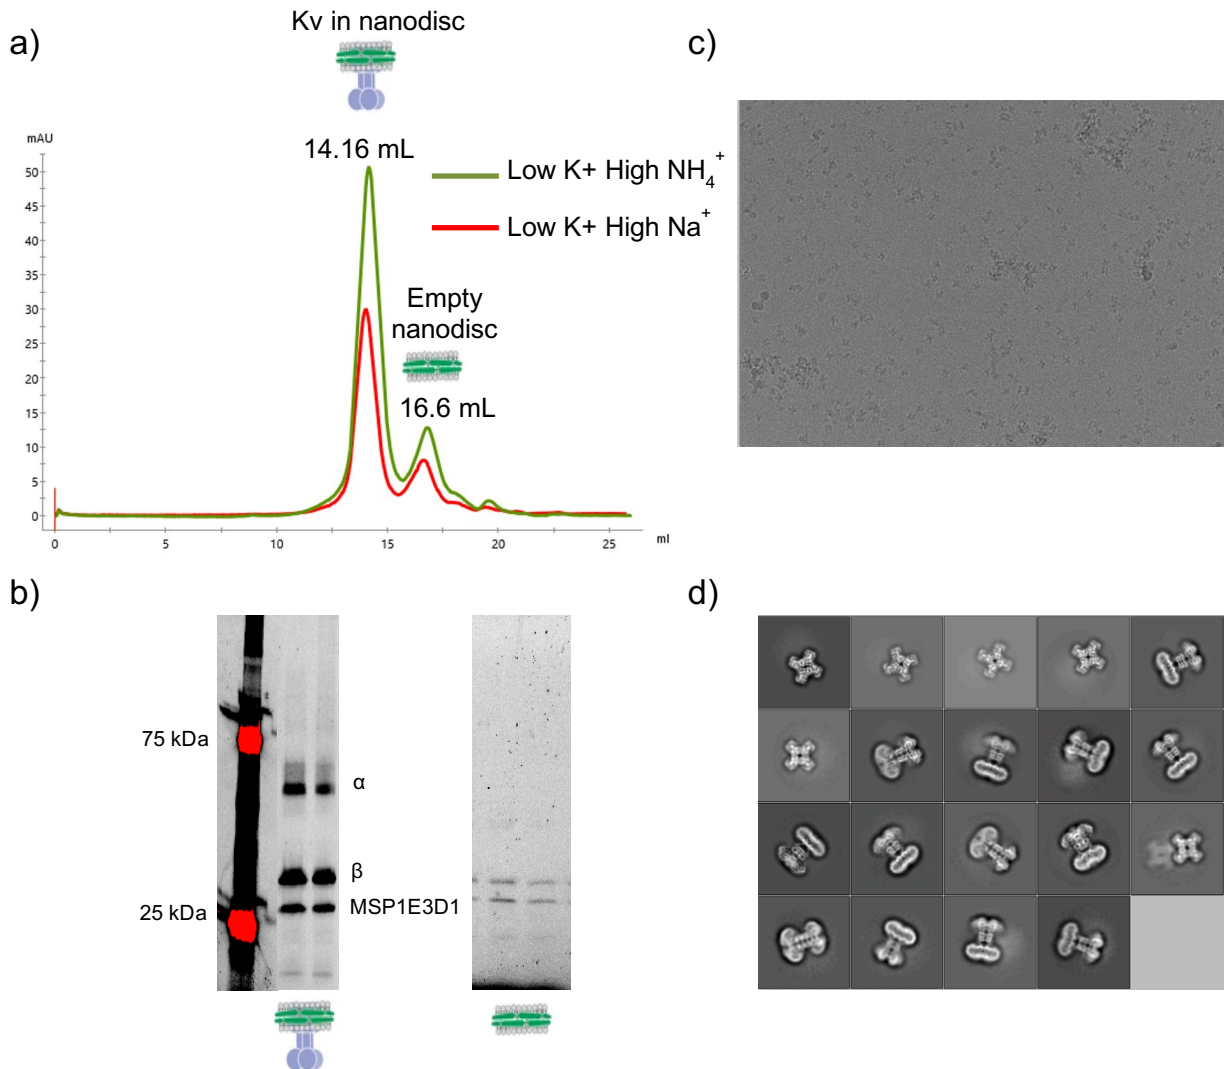 a)
Kv in nanodisc
mAU
14.16 mL
Low K+ High NH₄⁺
Low K+ High Na⁺
Empty
nanodisc
16.6 mL
50
45
40
35
30
25
20
15
10
5
0
0 5 10 15 20 25 ml
b)
75 kDa
25 kDa
α
β
MSP1E3D1
c)
d)